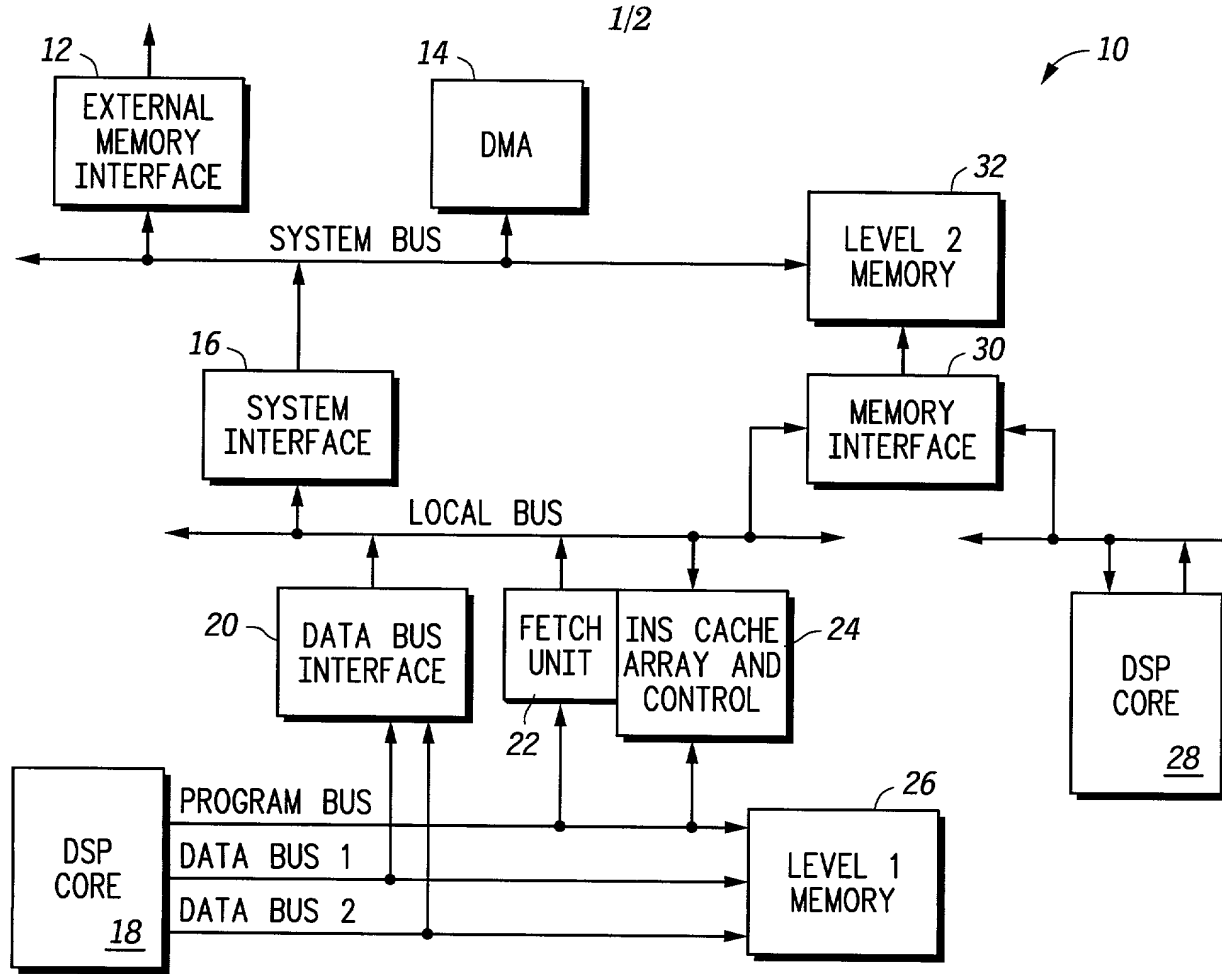 1/2
10
12
EXTERNAL
MEMORY
INTERFACE
14
DMA
32
LEVEL 2
MEMORY
SYSTEM BUS
16
SYSTEM
INTERFACE
30
MEMORY
INTERFACE
LOCAL BUS
20
DATA BUS
INTERFACE
FETCH
UNIT
22
INS CACHE
ARRAY AND
CONTROL
24
DSP
CORE
28
DSP
CORE
18
PROGRAM BUS
DATA BUS 1
DATA BUS 2
26
LEVEL 1
MEMORY